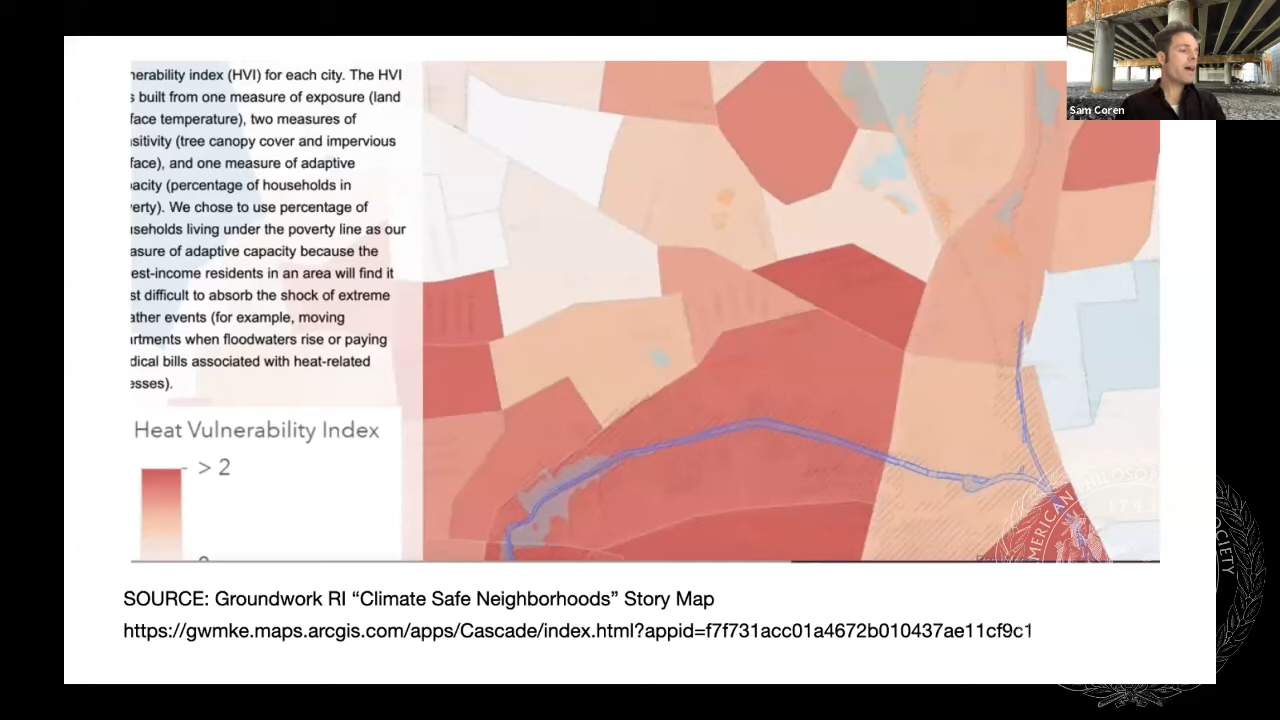 nerability index (HVI) for each city. The HVI
s built from one measure of exposure (land
face temperature), two measures of
sitivity (tree canopy cover and impervious
face), and one measure of adaptive
acity (percentage of households in
verty). We chose to use percentage of
useholds living under the poverty line as our
asure of adaptive capacity because the
est-income residents in an area will find it
st difficult to absorb the shock of extreme
ather events (for example, moving
artments when floodwaters rise or paying
dical bills associated with heat-related
esses).
Heat Vulnerability Index
> 2
Sam Coren
AMERICAN PHILOSOPHICAL SOCIETY
174
SOURCE: Groundwork RI “Climate Safe Neighborhoods” Story Map
https://gwmke.maps.arcgis.com/apps/Cascade/index.html?appid=f7f731acc01a4672b010437ae11cf9c1